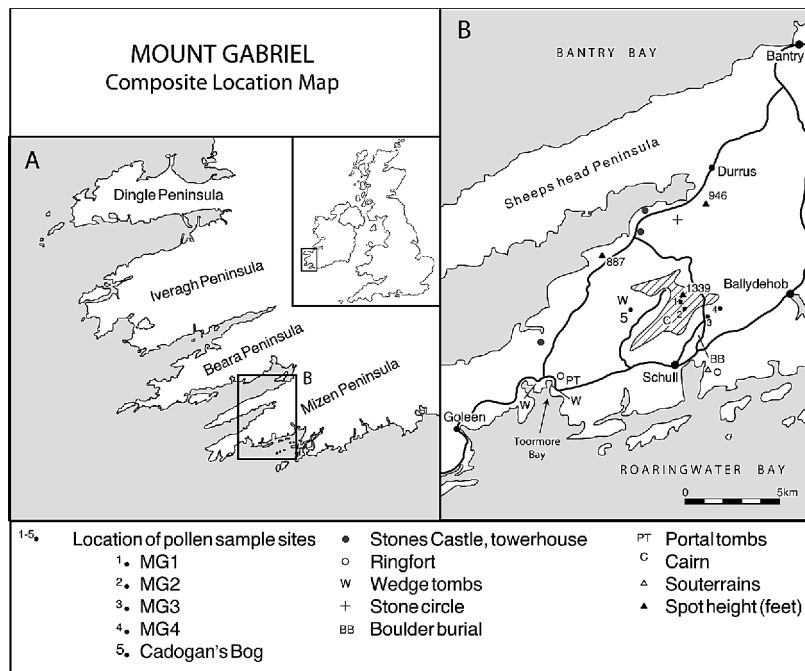 MOUNT GABRIEL
Composite Location Map
A
Dingle Peninsula
Iveragh Peninsula
Beara Peninsula
B
Mizen Peninsula
B
BANTRY BAY
Bantry
Sheeps head Peninsula
Durrus
946
887
1339
Ballydehob
W
1
2
4
5
C
3
BB
Schull
PT
W
W
Goleen
Toormore
Bay
ROARINGWATER BAY
0 5km
1-5 Location of pollen sample sites
1 MG1
2 MG2
3 MG3
4 MG4
5 Cadogan's Bog
Stones Castle, towerhouse
Ringfort
W Wedge tombs
+ Stone circle
BB Boulder burial
PT Portal tombs
C Cairn
Souterrains
Spot height (feet)